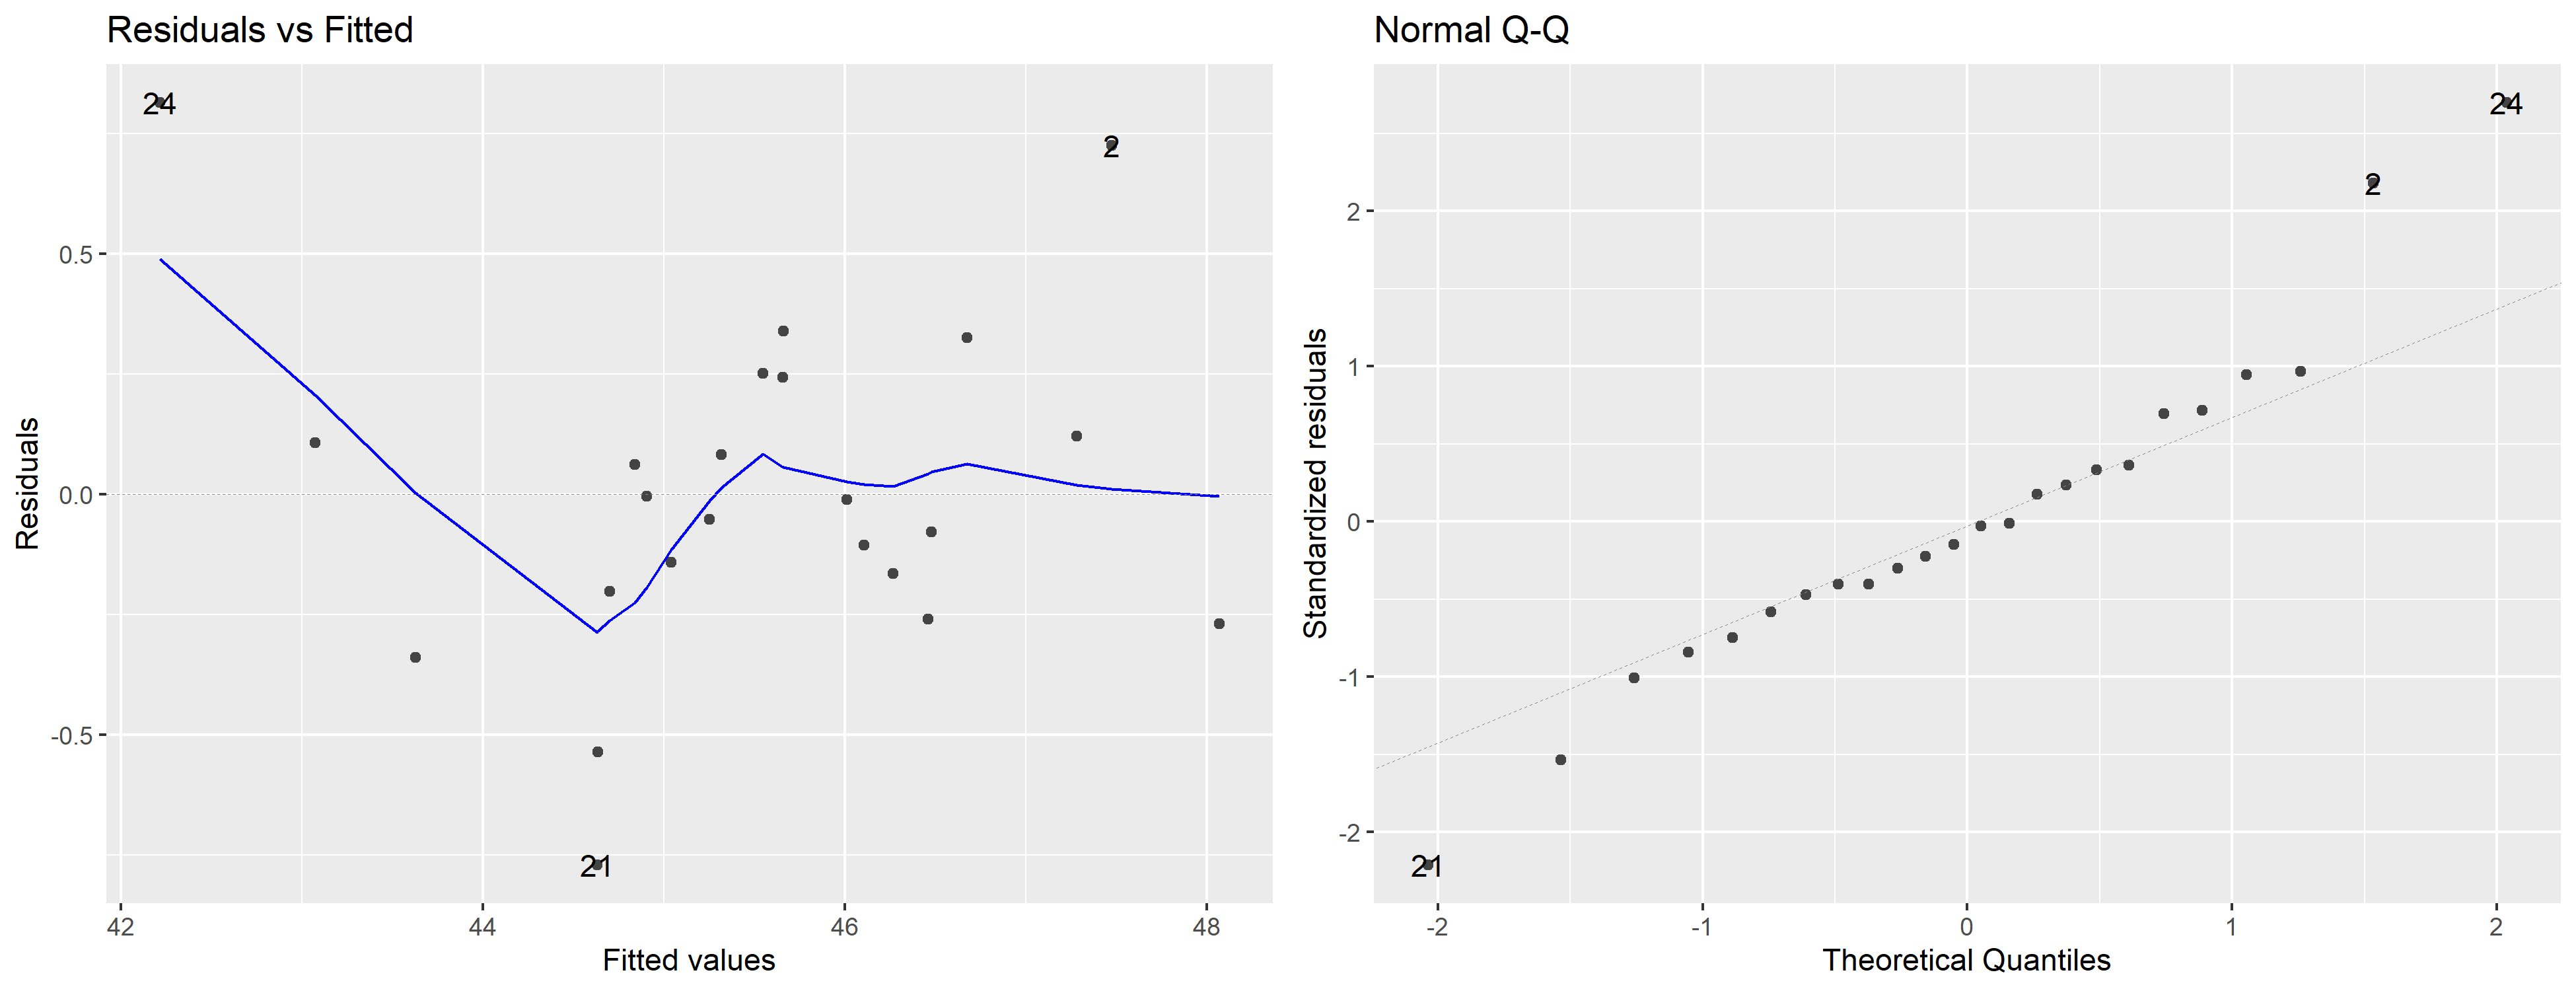 Residuals vs Fitted
24
2
21
0.5
0.0
-0.5
Residuals
42 44 46 48
Fitted values
Normal Q-Q
24
2
21
2
1
0
-1
-2
Standardized residuals
-2 -1 0 1 2
Theoretical Quantiles